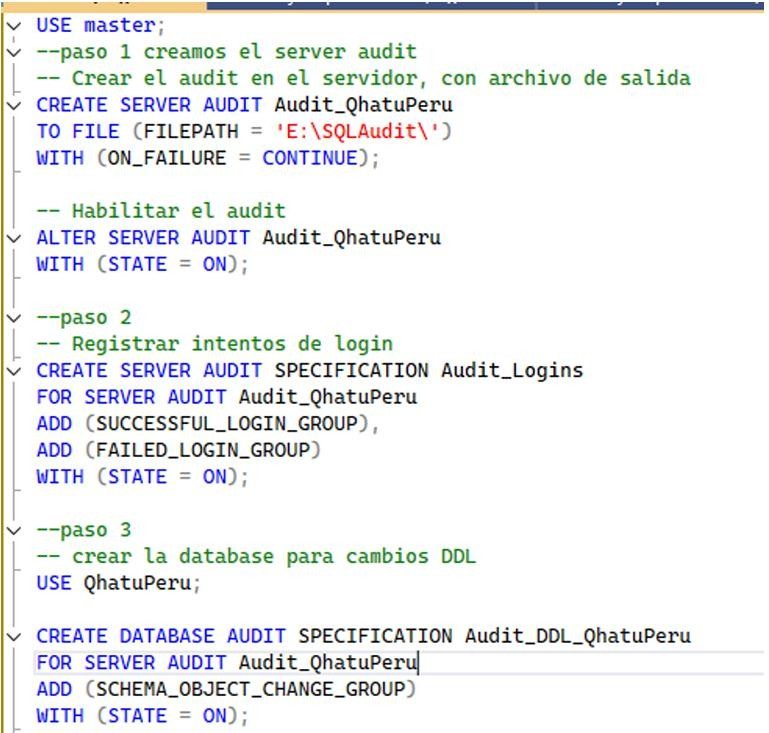 USE master;
--paso 1 creamos el server audit
-- Crear el audit en el servidor, con archivo de salida
CREATE SERVER AUDIT Audit_QhatuPeru
TO FILE (FILEPATH = 'E:\SQLAudit\')
WITH (ON_FAILURE = CONTINUE);
-- Habilitar el audit
ALTER SERVER AUDIT Audit_QhatuPeru
WITH (STATE = ON);
--paso 2
-- Registrar intentos de login
CREATE SERVER AUDIT SPECIFICATION Audit_Logins
FOR SERVER AUDIT Audit_QhatuPeru
ADD (SUCCESSFUL_LOGIN_GROUP),
ADD (FAILED_LOGIN_GROUP)
WITH (STATE = ON);
--paso 3
-- crear la database para cambios DDL
USE QhatuPeru;
CREATE DATABASE AUDIT SPECIFICATION Audit_DDL_QhatuPeru
FOR SERVER AUDIT Audit_QhatuPeru
ADD (SCHEMA_OBJECT_CHANGE_GROUP)
WITH (STATE = ON);